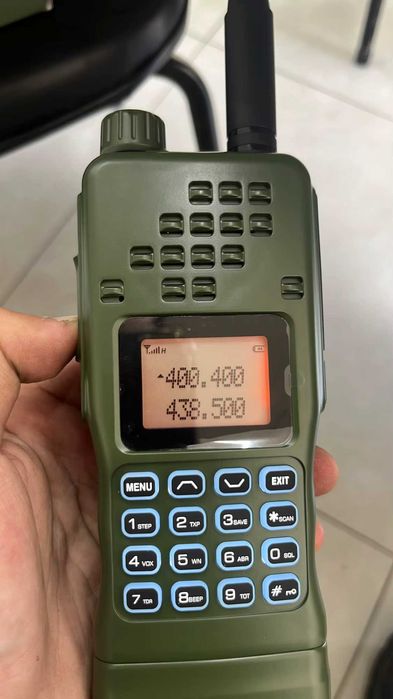 H
400.400
438.500
MENU EXIT
1 STEP 2 TXP 3 SAVE * SCAN
4 VOX 5 WN 6 ABR 0 SQL
7 TDR 8 BEEP 9 TOT #